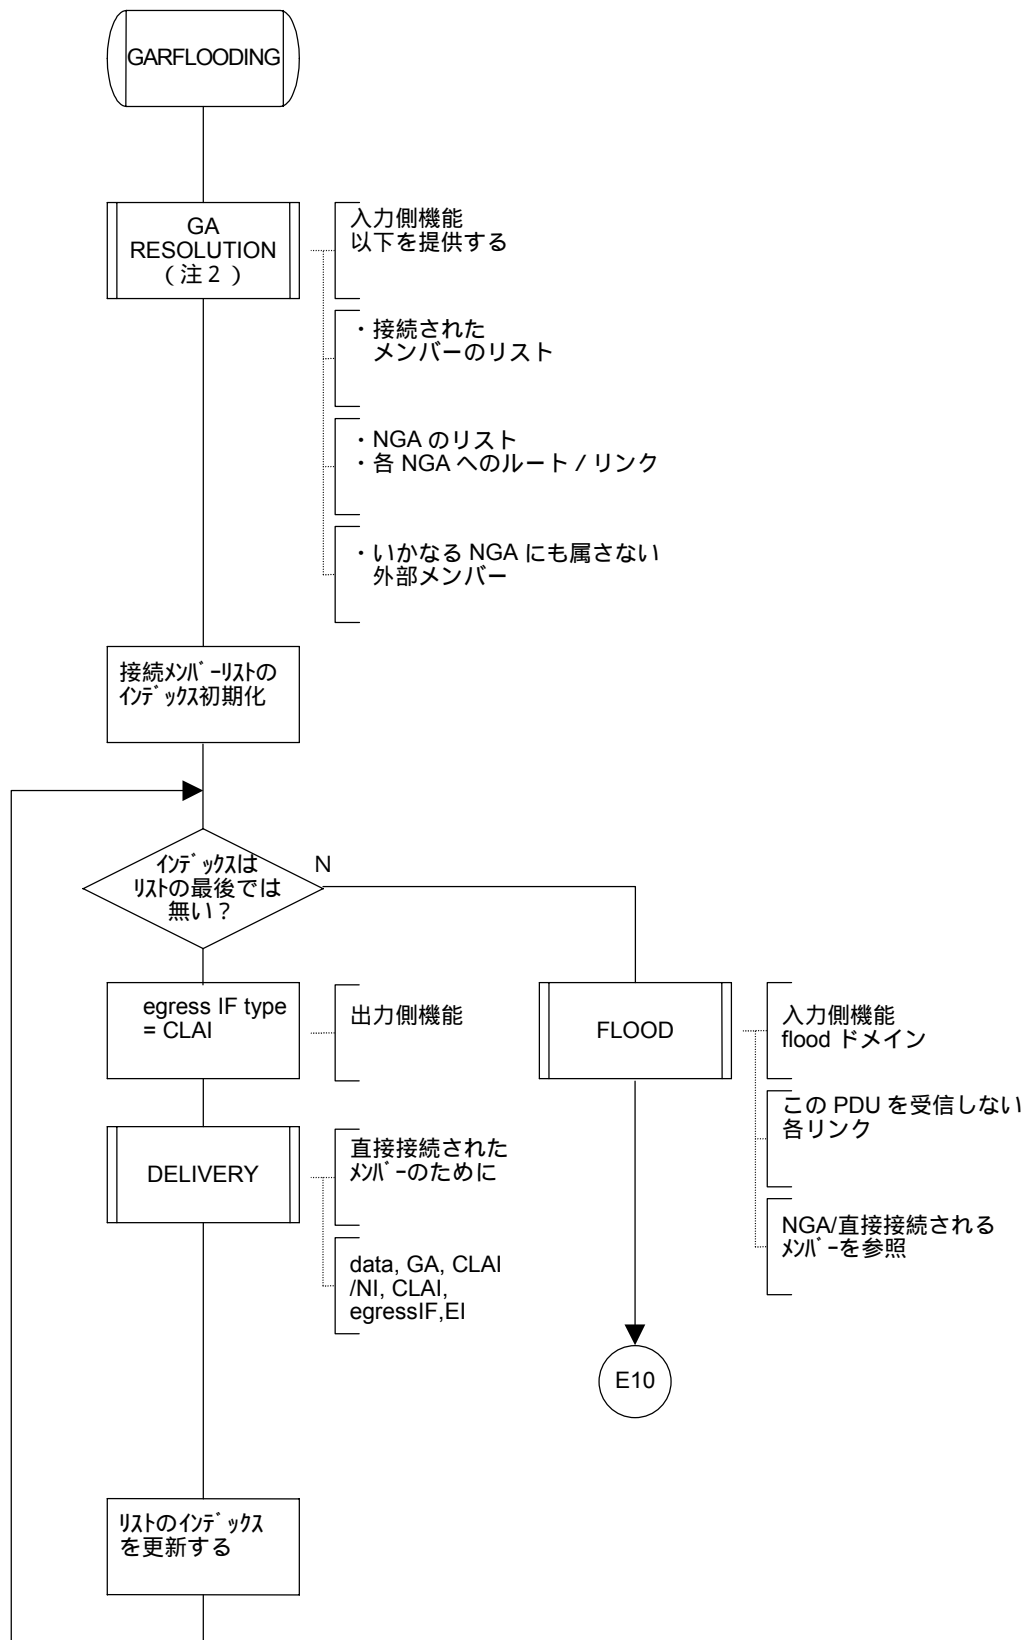 GARFLOODING
GA
RESOLUTION
(注２)
入力側機能
以下を提供する
・接続された
メンバーのリスト
・NGA のリスト
・各 NGA へのルート / リンク
・いかなる NGA にも属さない
外部メンバー
接続ﾒﾝﾊﾞｰﾘｽﾄの
ｲﾝﾃﾞｯｸｽ初期化
ｲﾝﾃﾞｯｸｽは
ﾘｽﾄの最後では
無い？
N
egress IF type
= CLAI
出力側機能
FLOOD
入力側機能
flood ドメイン
この PDU を受信しない
各リンク
NGA/直接接続される
ﾒﾝﾊﾞｰを参照
DELIVERY
直接接続された
ﾒﾝﾊﾞｰのために
data, GA, CLAI
/NI, CLAI,
egressIF,EI
E10
ﾘｽﾄのｲﾝﾃﾞｯｸｽ
を更新する